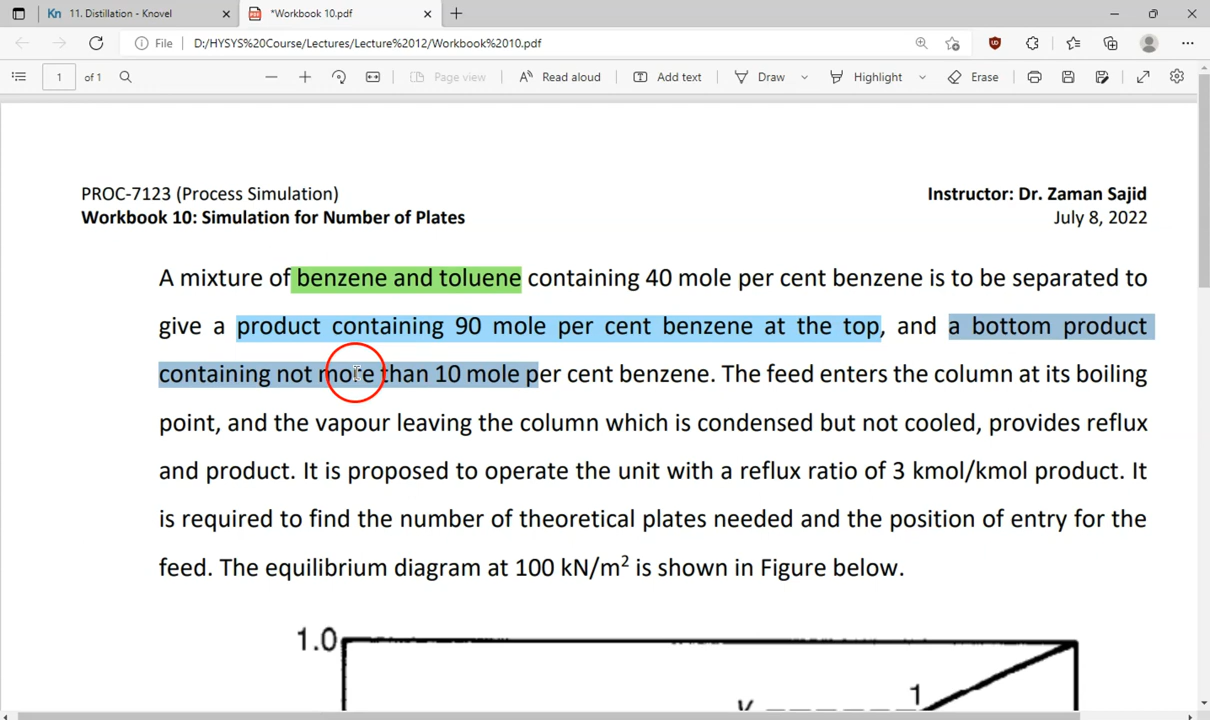 Kn 11. Distillation - Knovel
*Workbook 10.pdf
File D:/HYSYS%20Course/Lectures/Lecture%2012/Workbook%2010.pdf
1 of 1
Page view
Read aloud
Add text
Draw
Highlight
Erase
PROC-7123 (Process Simulation)
Instructor: Dr. Zaman Sajid
Workbook 10: Simulation for Number of Plates
July 8, 2022
A mixture of benzene and toluene containing 40 mole per cent benzene is to be separated to
give a product containing 90 mole per cent benzene at the top, and a bottom product
containing not more than 10 mole per cent benzene. The feed enters the column at its boiling
point, and the vapour leaving the column which is condensed but not cooled, provides reflux
and product. It is proposed to operate the unit with a reflux ratio of 3 kmol/kmol product. It
is required to find the number of theoretical plates needed and the position of entry for the
feed. The equilibrium diagram at 100 kN/m² is shown in Figure below.
1.0
1